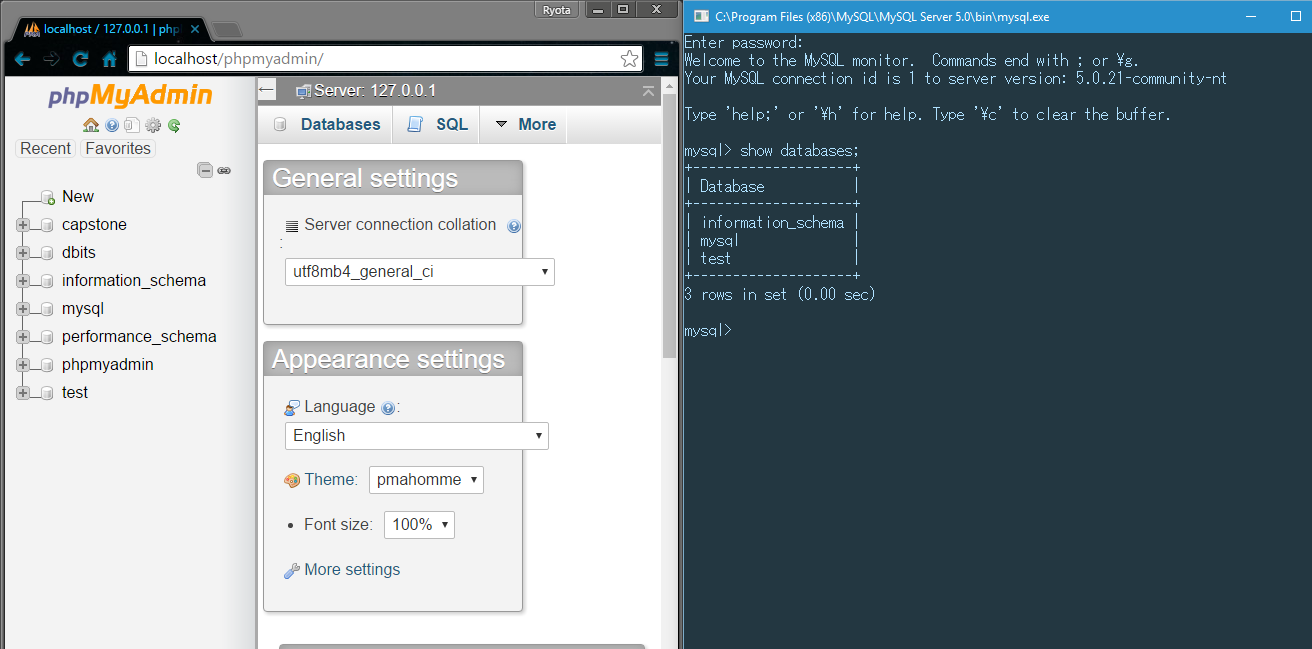 Ryota
localhost / 127.0.0.1 | php
localhost/phpmyadmin/
phpMyAdmin
Recent Favorites
New
capstone
dbits
information_schema
mysql
performance_schema
phpmyadmin
test
Server: 127.0.0.1
Databases SQL More
General settings
Server connection collation
:
utf8mb4_general_ci
Appearance settings
Language :
English
Theme: pmahomme
• Font size: 100%
More settings
C:\Program Files (x86)\MySQL\MySQL Server 5.0\bin\mysql.exe
Enter password:
Welcome to the MySQL monitor.  Commands end with ; or ¥g.
Your MySQL connection id is 1 to server version: 5.0.21-community-nt
Type 'help;' or '¥h' for help. Type '¥c' to clear the buffer.
mysql> show databases;
+--------------------+
| Database           |
+--------------------+
| information_schema |
| mysql              |
| test               |
+--------------------+
3 rows in set (0.00 sec)
mysql>